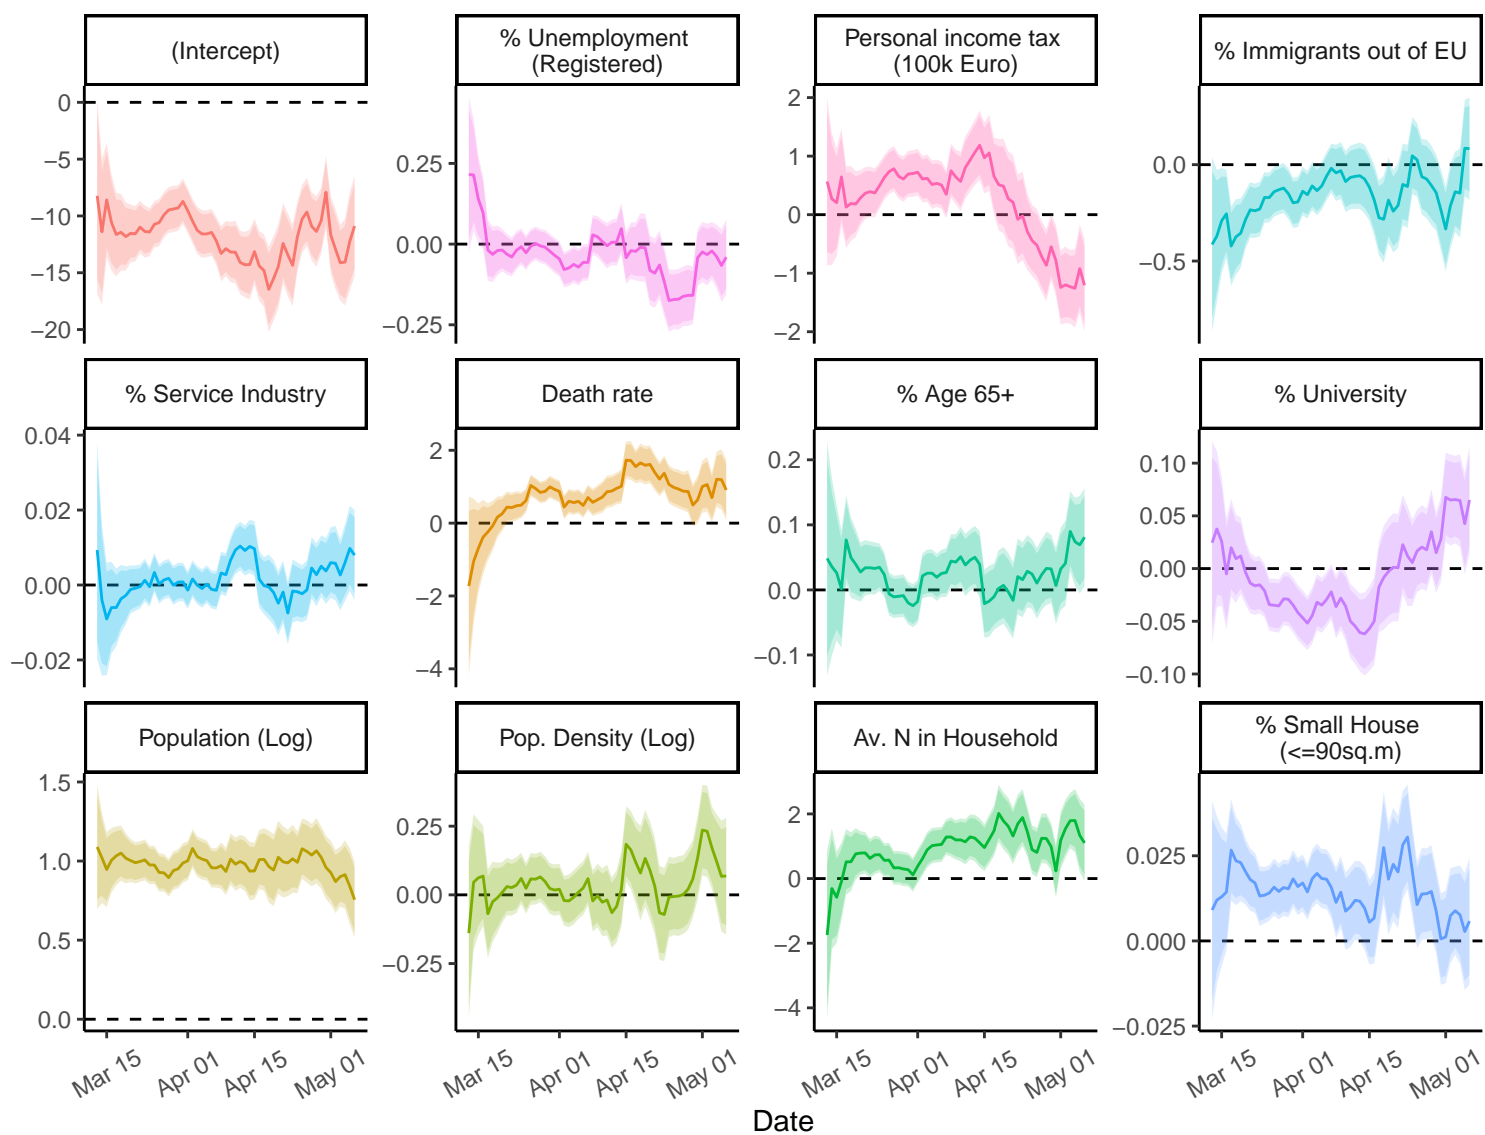 (Intercept)
% Unemployment
(Registered)
Personal income tax
(100k Euro)
% Immigrants out of EU
0
−5
−10
−15
−20
0.25
0.00
−0.25
2
1
0
−1
−2
0.0
−0.5
% Service Industry
Death rate
% Age 65+
% University
0.04
0.02
0.00
−0.02
2
0
−2
−4
0.2
0.1
0.0
−0.1
0.10
0.05
0.00
−0.05
−0.10
Population (Log)
Pop. Density (Log)
Av. N in Household
% Small House
(<=90sq.m)
1.5
1.0
0.5
0.0
0.25
0.00
−0.25
2
0
−2
−4
0.025
0.000
−0.025
Mar 15 Apr 01 Apr 15 May 01
Mar 15 Apr 01 Apr 15 May 01
Mar 15 Apr 01 Apr 15 May 01
Mar 15 Apr 01 Apr 15 May 01
Date